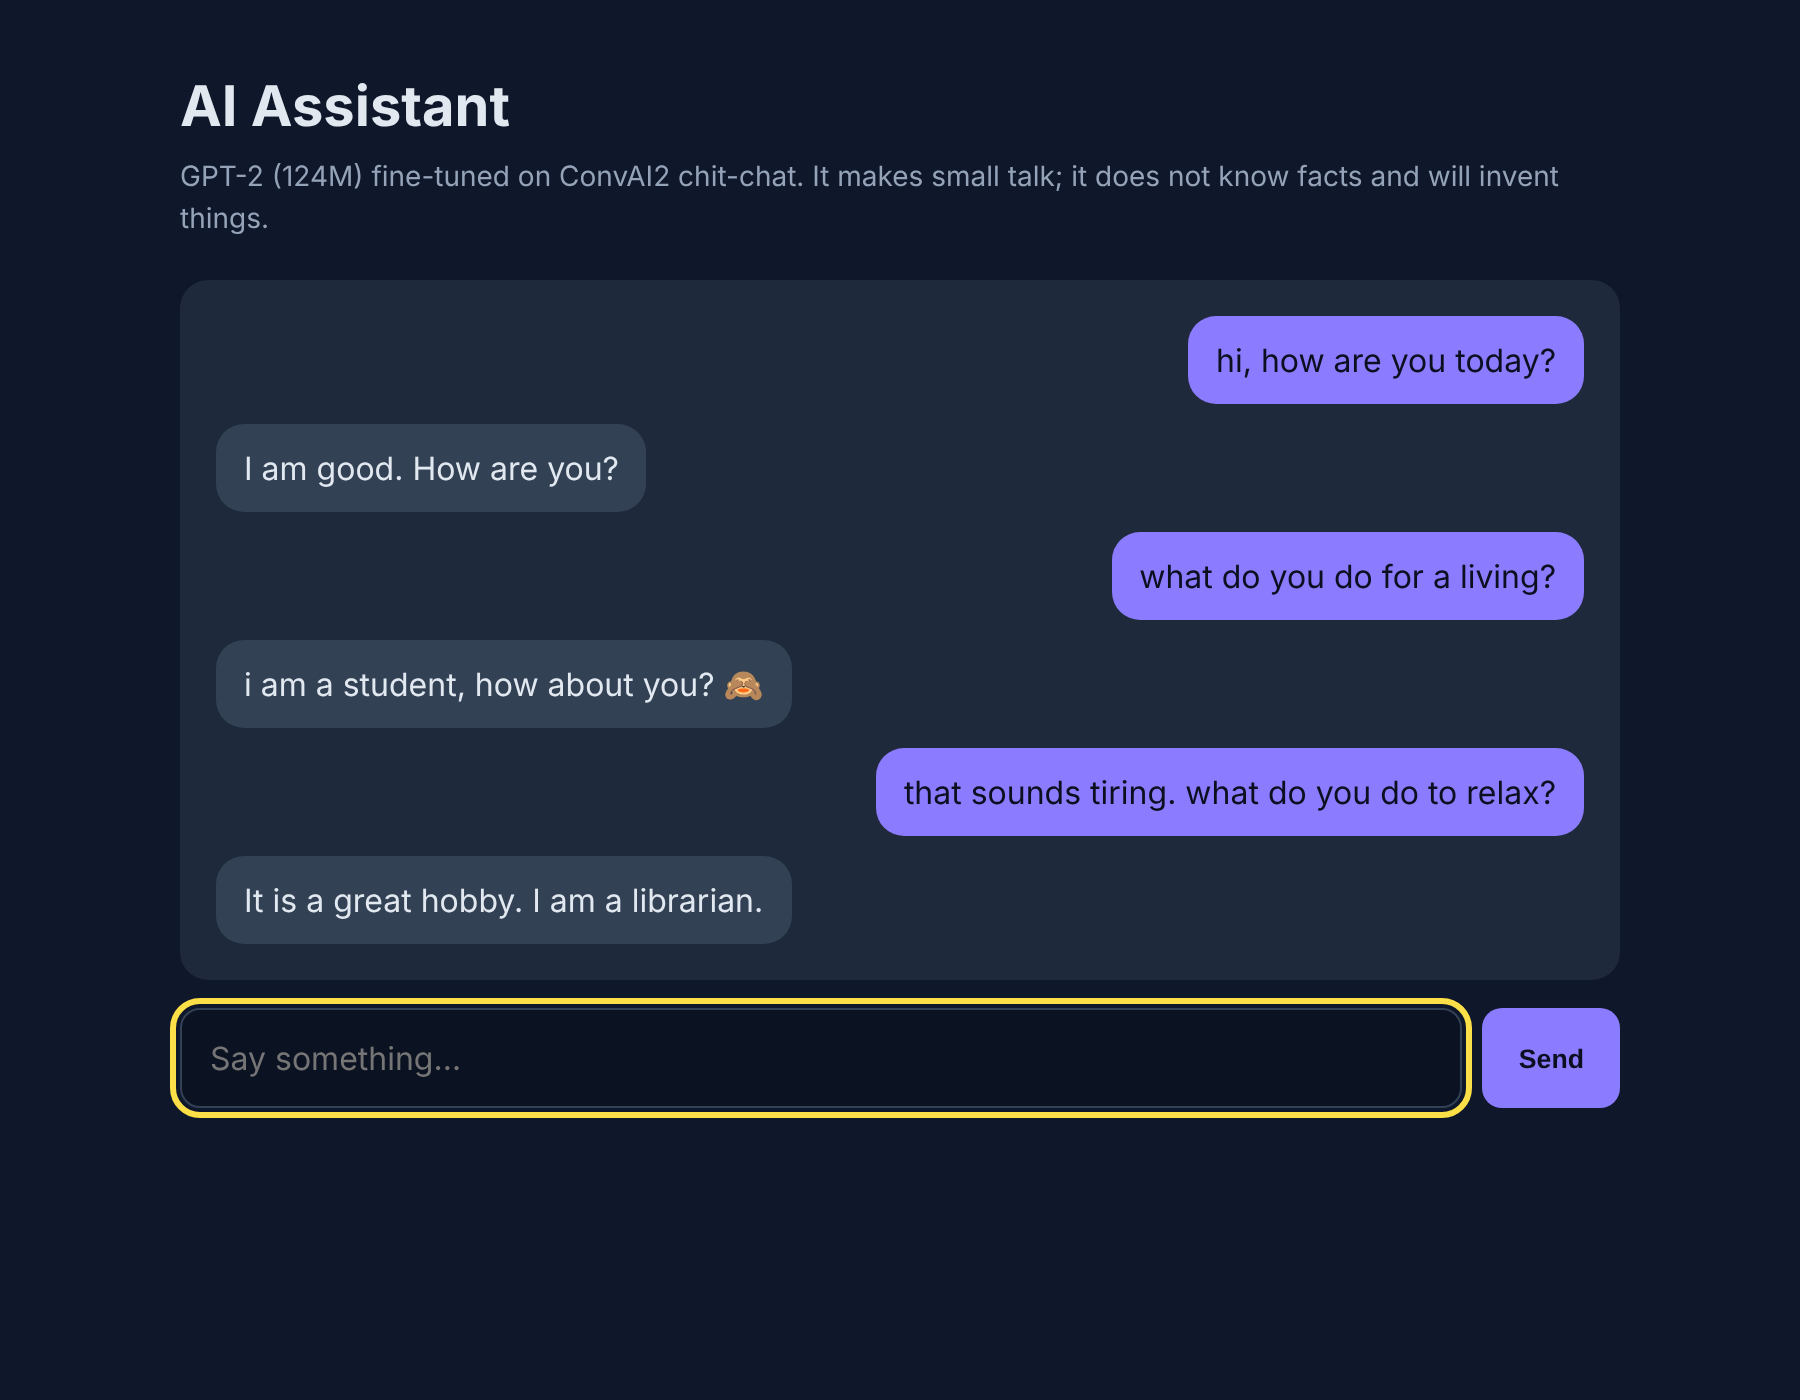 AI Assistant
GPT-2 (124M) fine-tuned on ConvAI2 chit-chat. It makes small talk; it does not know facts and will invent
things.
hi, how are you today?
I am good. How are you?
what do you do for a living?
i am a student, how about you? 🙈
that sounds tiring. what do you do to relax?
It is a great hobby. I am a librarian.
Say something...
Send